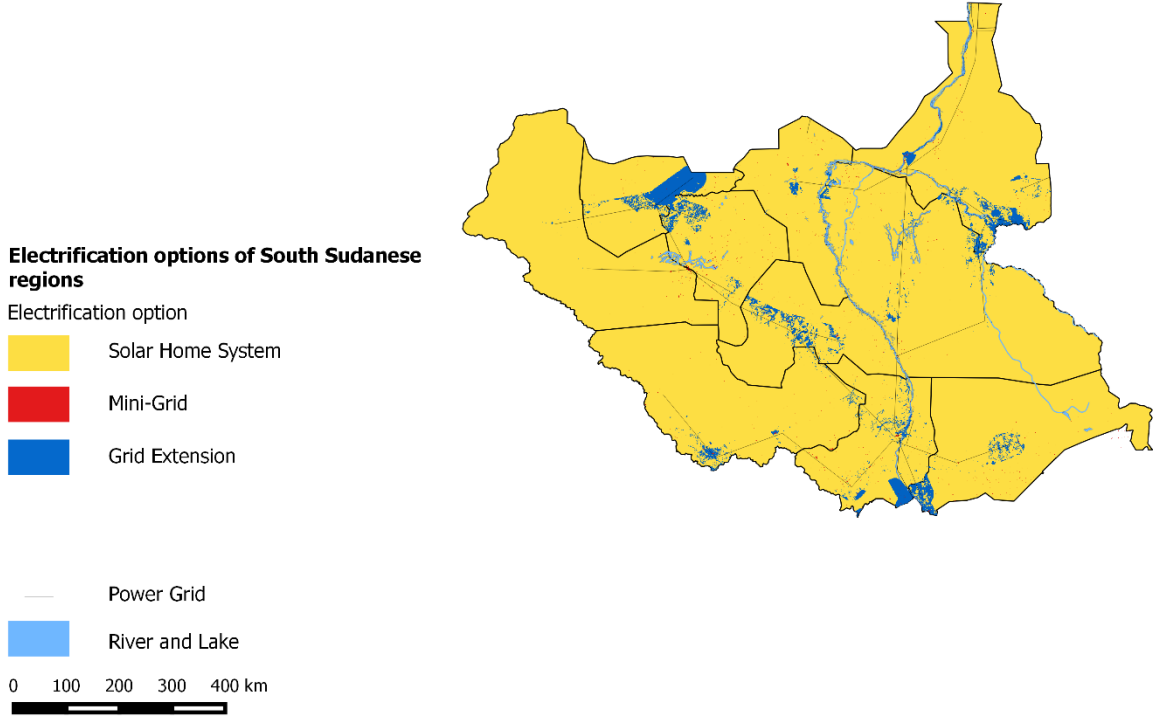 Electrification options of South Sudanese
regions
Electrification option
Solar Home System
Mini-Grid
Grid Extension
Power Grid
River and Lake
0 100 200 300 400 km